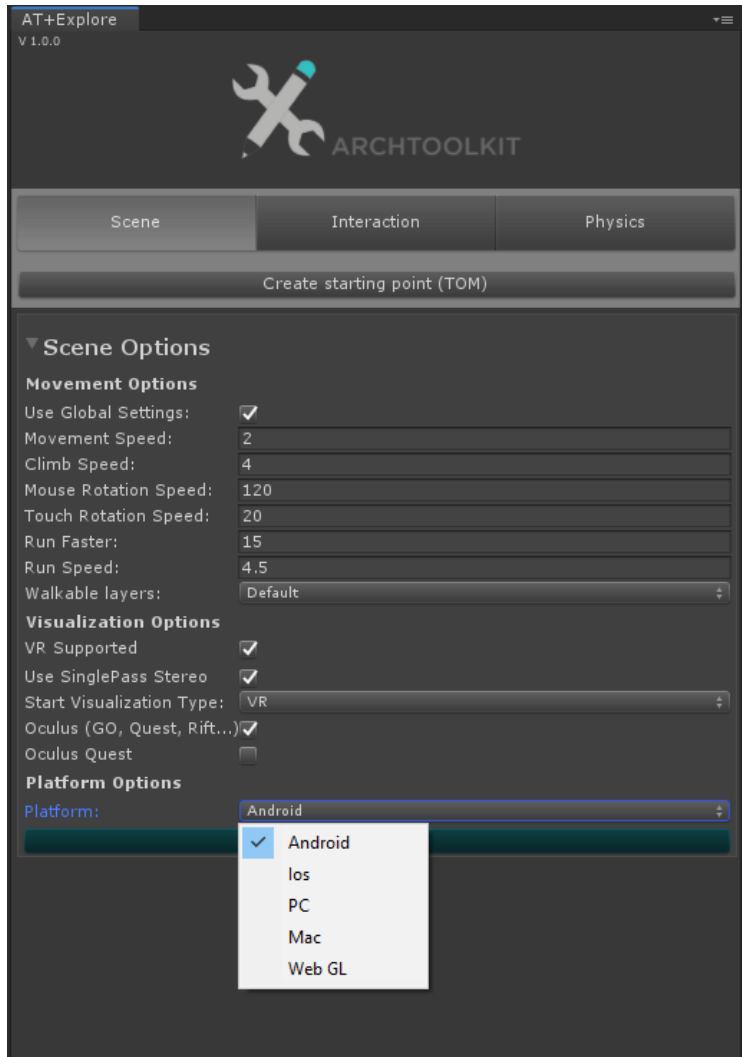 AT+Explore
V 1.0.0
ARCHTOOLKIT
Scene Interaction Physics
Create starting point (TOM)
Scene Options
Movement Options
Use Global Settings:
Movement Speed: 2
Climb Speed: 4
Mouse Rotation Speed: 120
Touch Rotation Speed: 20
Run Faster: 15
Run Speed: 4.5
Walkable layers: Default
Visualization Options
VR Supported
Use SinglePass Stereo
Start Visualization Type: VR
Oculus (GO, Quest, Rift...)
Oculus Quest
Platform Options
Platform: Android
Android
Ios
PC
Mac
Web GL